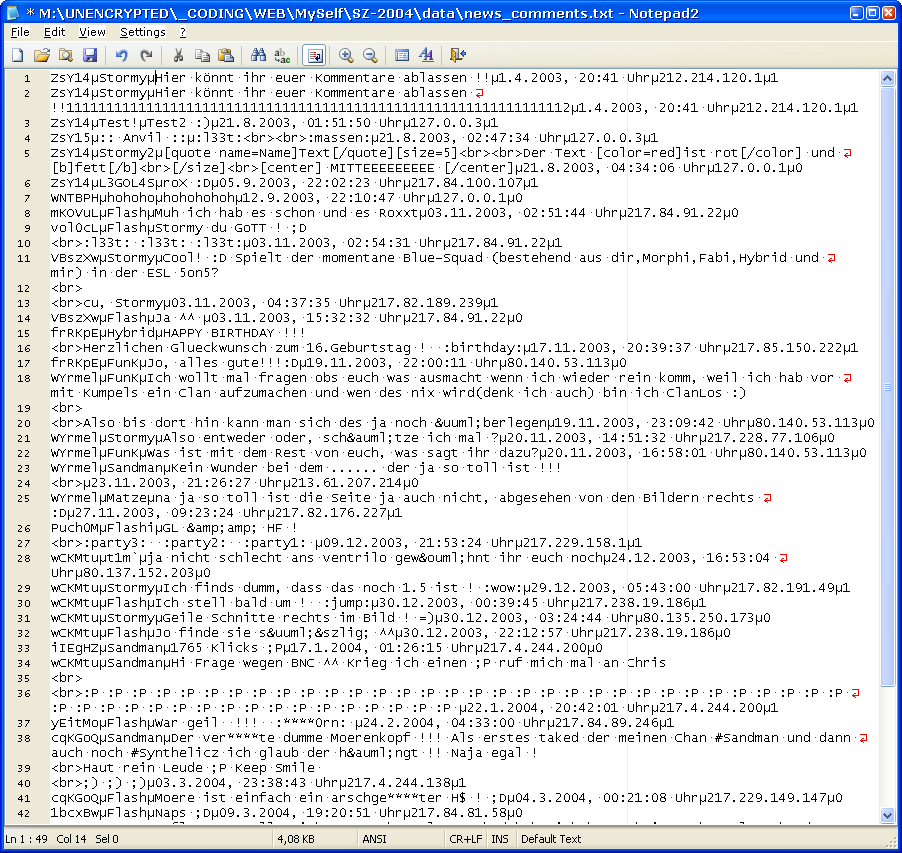 * M:\UNENCRYPTED\_CODING\WEB\MySelf\SZ-2004\data\news_comments.txt - Notepad2
File Edit View Settings ?
1 ZsY14µStormyµHier könnt ihr euer Kommentare ablassen !!µ1.4.2003, 20:41 Uhrµ212.214.120.1µ1
2 ZsY14µStormyµHier könnt ihr euer Kommentare ablassen
!!11111111111111111111111111111111111111111111111111111111111111112µ1.4.2003, 20:41 Uhrµ212.214.120.1µ1
3 ZsY14µTest!µTest2 :)µ21.8.2003, 01:51:50 Uhrµ127.0.0.3µ1
4 ZsY15µ:: Anvil ::µ:l33t:<br><br>:massen:µ21.8.2003, 02:47:34 Uhrµ127.0.0.3µ1
5 ZsY14µStormy2µ[quote name=Name]Text[/quote][size=5]<br><br>Der Text [color=red]ist rot[/color] und
[b]fett[/b]<br>[/size]<br>[center] MITTEEEEEEEEE [/center]µ21.8.2003, 04:34:06 Uhrµ127.0.0.1µ0
6 ZsY14µL3GOL4Sµrox :Dµ05.9.2003, 22:02:23 Uhrµ84.100.107µ1
7 WNTBPHµhohohoµhohohohohohµ12.9.2003, 22:10:47 Uhrµ127.0.0.1µ0
8 mKOVuLµFlashµMuh ich hab es schon und es Roxxtµ03.11.2003, 02:51:44 Uhrµ217.84.91.22µ0
9 volOcLµFlashµStormy du GoTT ! ;D
10 <br>:l33t: :l33t: :l33t:µ03.11.2003, 02:54:31 Uhrµ217.84.91.22µ1
11 VBszXwµStormyµCool! :D Spielt der momentane Blue-Squad (bestehend aus dir,Morphi,Fabi,Hybrid und
mir) in der ESL 5on5?
12 <br>
13 <br>cu, Stormyµ03.11.2003, 04:37:35 Uhrµ217.82.189.239µ1
14 VBszXwµFlashµJa ^^ µ03.11.2003, 15:32:32 Uhrµ217.84.91.22µ0
15 frRKpEµHybridµHAPPY BIRTHDAY !!!
16 <br>Herzlichen Glueckwunsch zum 16.Geburtstag ! :birthday:µ17.11.2003, 20:39:37 Uhrµ217.85.150.222µ1
17 frRKpEµFunKµJo, alles gute!!!:Dµ19.11.2003, 22:00:11 Uhrµ80.140.53.113µ0
18 WYrmelµFunKµIch wollt mal fragen obs euch was ausmacht wenn ich wieder rein komm, weil ich hab vor
mit Kumpels ein Clan aufzumachen und wen des nix wird(denk ich auch) bin ich ClanLos :)
19 <br>
20 <br>Also bis dort hin kann man sich des ja noch &uuml;berlegenµ19.11.2003, 23:09:42 Uhrµ80.140.53.113µ0
21 WYrmelµStormyµAlso entweder oder, sch&auml;tze ich mal ?µ20.11.2003, 14:51:32 Uhrµ217.228.77.106µ0
22 WYrmelµFunKµWas ist mit dem Rest von euch, was sagt ihr dazu?µ20.11.2003, 16:58:01 Uhrµ80.140.53.113µ0
23 WYrmelµSandmanµKein Wunder bei dem ...... der ja so toll ist !!!
24 <br>µ23.11.2003, 21:26:27 Uhrµ213.61.207.214µ0
25 WYrmelµMatzeµna ja so toll ist die Seite ja auch nicht, abgesehen von den Bildern rechts
:Dµ27.11.2003, 09:23:24 Uhrµ217.82.176.227µ1
26 PuchOMµFlashiµGL &amp;amp; HF !
27 <br>:party3: :party2: :party1: µ09.12.2003, 21:53:24 Uhrµ217.229.158.1µ1
28 wCKMtuµt1m`µja nicht schlecht ans ventrilo gew&ouml;hnt ihr euch nochµ24.12.2003, 16:53:04
Uhrµ80.137.152.203µ0
29 wCKMtuµStormyµIch finds dumm, dass das noch 1.5 ist ! :wow:µ29.12.2003, 05:43:00 Uhrµ217.82.191.49µ1
30 wCKMtuµFlashµIch stell bald um ! :jump:µ30.12.2003, 00:39:45 Uhrµ217.238.19.186µ1
31 wCKMtuµStormyµGeile Schnitte rechts im Bild ! =)µ30.12.2003, 03:24:44 Uhrµ80.135.250.173µ0
32 wCKMtuµFlashµJo finde sie s&uuml;&szlig; ^^µ30.12.2003, 22:12:57 Uhrµ217.238.19.186µ0
33 iIEgHZµSandmanµ1765 Klicks ;Pµ17.1.2004, 01:26:15 Uhrµ217.4.244.200µ0
34 wCKMtuµSandmanµHi Frage wegen BNC ^^ Krieg ich einen ;P ruf mich mal an Chris
35 <br>
36 <br>:P :P :P :P :P :P :P :P :P :P :P :P :P :P :P :P :P :P :P :P :P :P :P :P :P
:P :P :P :P :P :P :P :P :P :P :P :P :P µ22.1.2004, 20:42:01 Uhrµ217.4.244.200µ1
37 yEitMoµFlashµWar geil !!! :****0rn: µ24.2.2004, 04:33:00 Uhrµ217.84.89.246µ1
38 cqKGoQµSandmanµDer ver****te dumme Moerenkopf !!! Als erstes taked der meinen Chan #Sandman und dann
auch noch #Synthelicz ich glaub der h&auml;ngt !! Naja egal !
39 <br>Haut rein Leude ;P Keep Smile
40 <br>;) ;) ;)µ03.3.2004, 23:38:43 Uhrµ217.4.244.138µ1
41 cqKGoQµFlashµMoere ist einfach ein arschge****ter H$ ! ;Dµ04.3.2004, 00:21:08 Uhrµ217.229.149.147µ0
42 1bcxBwµFlashµNaps ;Dµ09.3.2004, 19:20:51 Uhrµ217.84.81.58µ0
Ln 1 : 49 Col 14 Sel 0 4,08 KB ANSI CR+LF INS Default Text